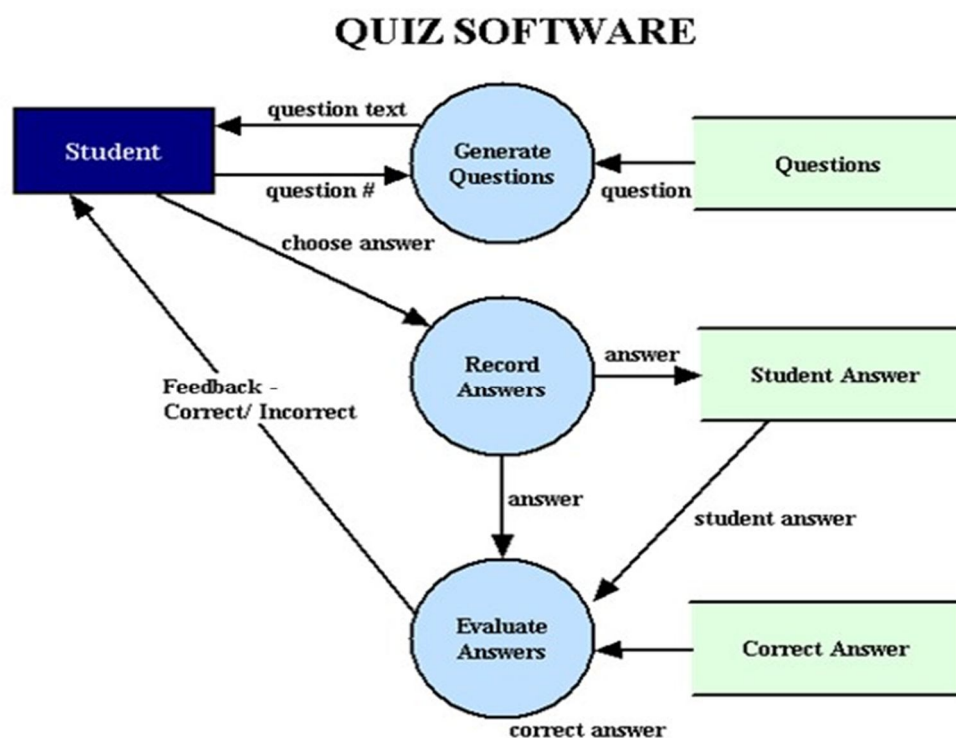 QUIZ SOFTWARE
question text
Student
Generate
Questions
Questions
question #
question
choose answer
Record
Answers
answer
Student Answer
Feedback -
Correct/ Incorrect
answer
student answer
Evaluate
Answers
Correct Answer
correct answer